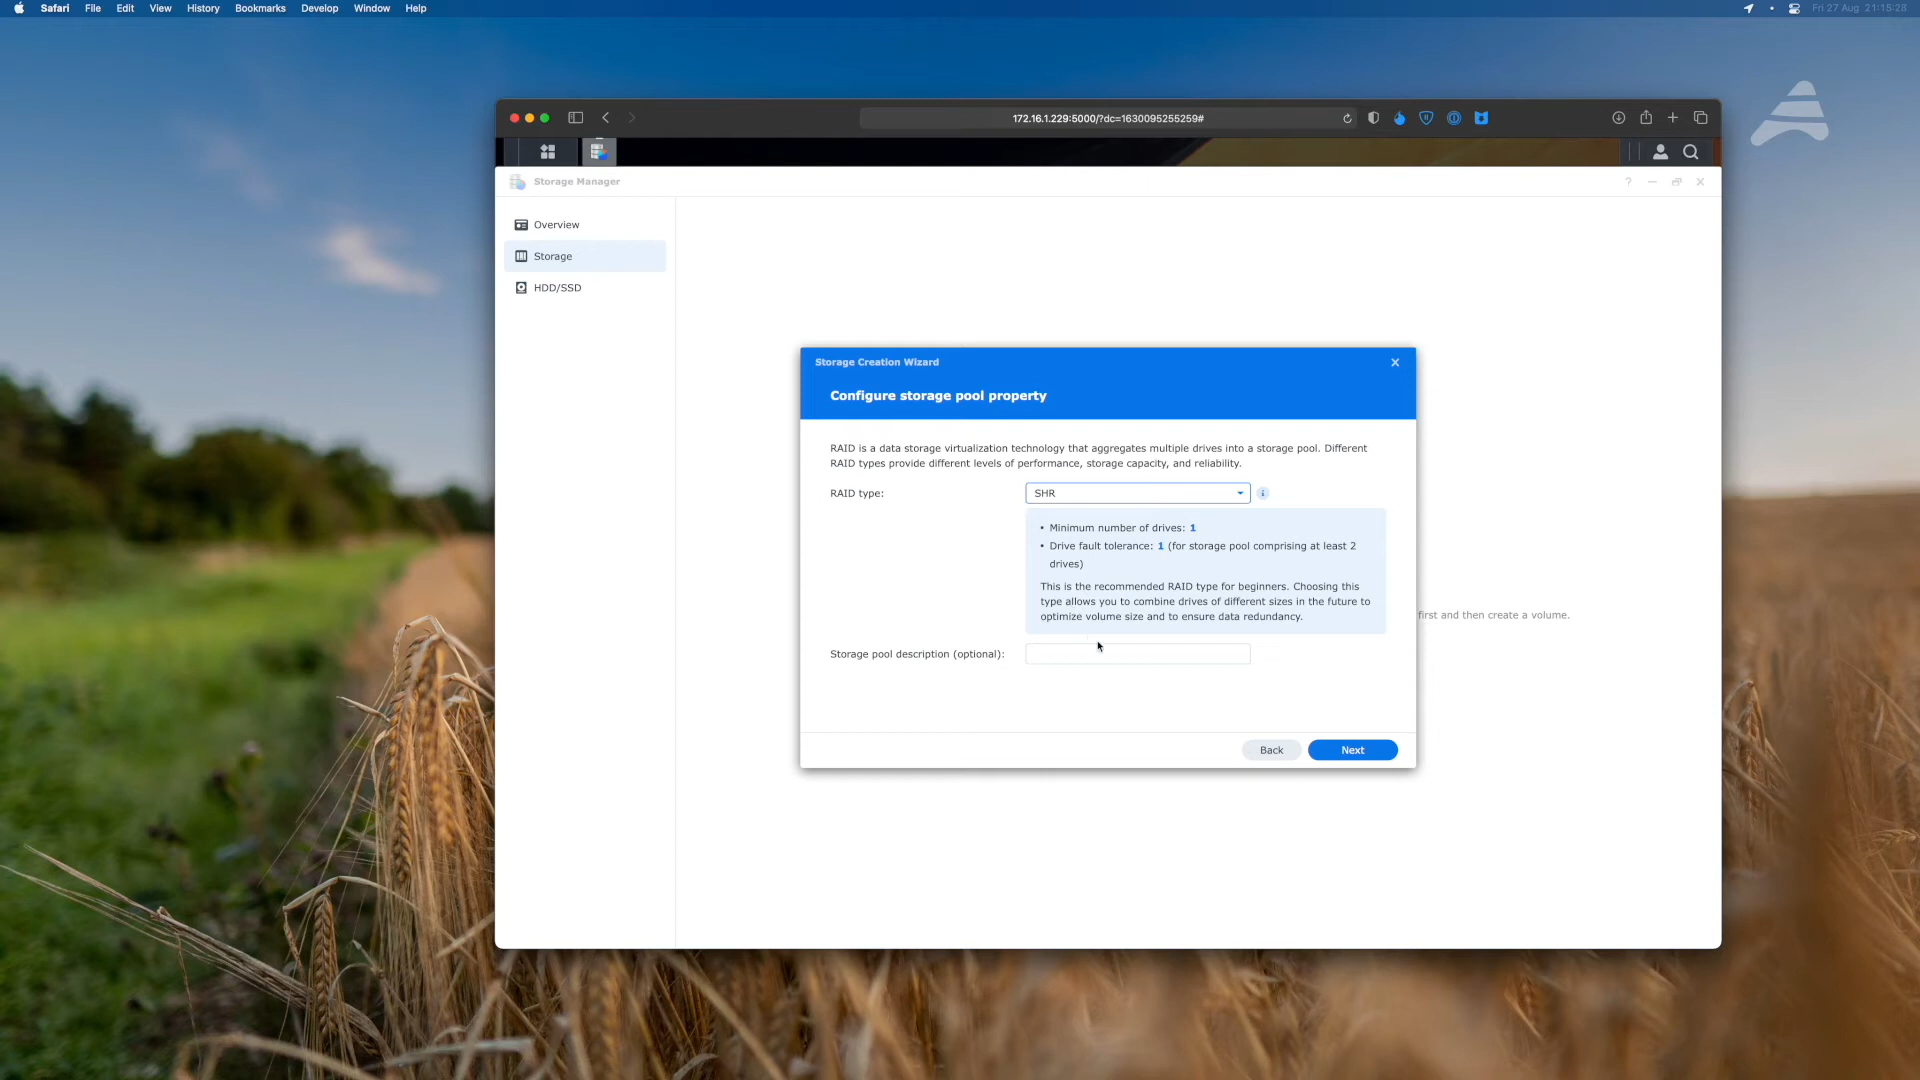 Safari File Edit View History Bookmarks Develop Window Help
Fri 27 Aug 21:15:28
172.16.1.229:5000/?dc=1630095255259#
Storage Manager
Overview
Storage
HDD/SSD
Storage Creation Wizard
Configure storage pool property
RAID is a data storage virtualization technology that aggregates multiple drives into a storage pool. Different
RAID types provide different levels of performance, storage capacity, and reliability.
RAID type:
SHR
• Minimum number of drives: 1
• Drive fault tolerance: 1 (for storage pool comprising at least 2
drives)
This is the recommended RAID type for beginners. Choosing this
type allows you to combine drives of different sizes in the future to
optimize volume size and to ensure data redundancy.
first and then create a volume.
Storage pool description (optional):
Back
Next